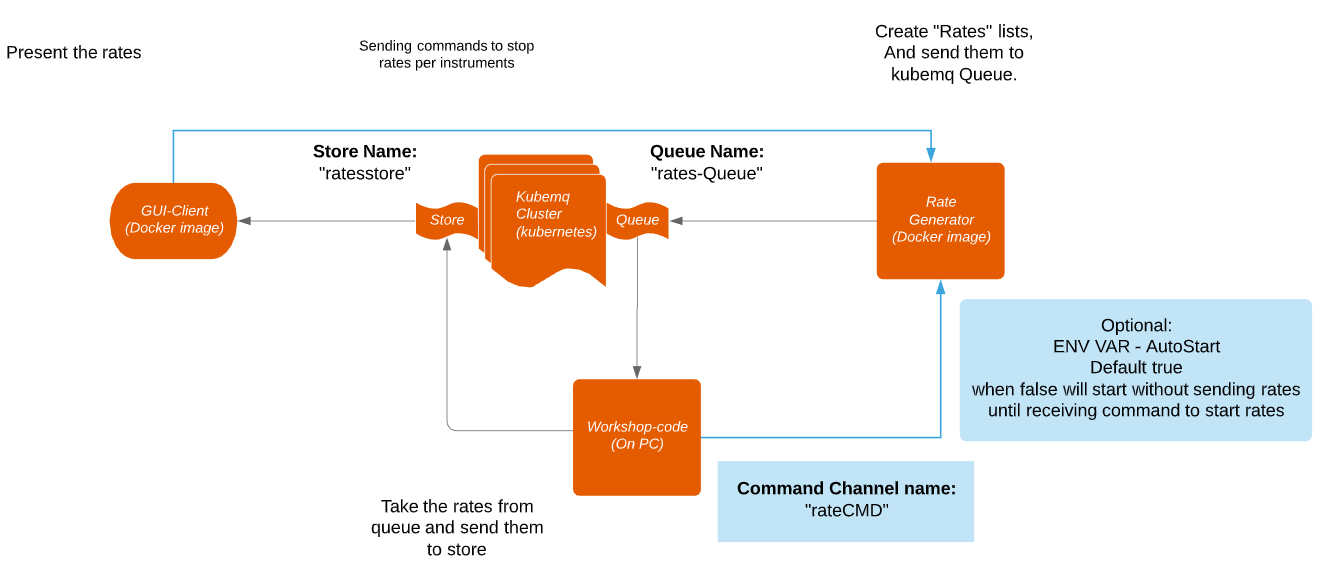 Present the rates
Sending commands to stop
rates per instruments
Create "Rates" lists,
And send them to
kubemq Queue.
Store Name:
"ratesstore"
Queue Name:
"rates-Queue"
GUI-Client
(Docker image)
Store
Kubemq
Cluster
(kubernetes)
Queue
Rate
Generator
(Docker image)
Optional:
ENV VAR - AutoStart
Default true
when false will start without sending rates
until receiving command to start rates
Workshop-code
(On PC)
Command Channel name:
"rateCMD"
Take the rates from
queue and send them
to store